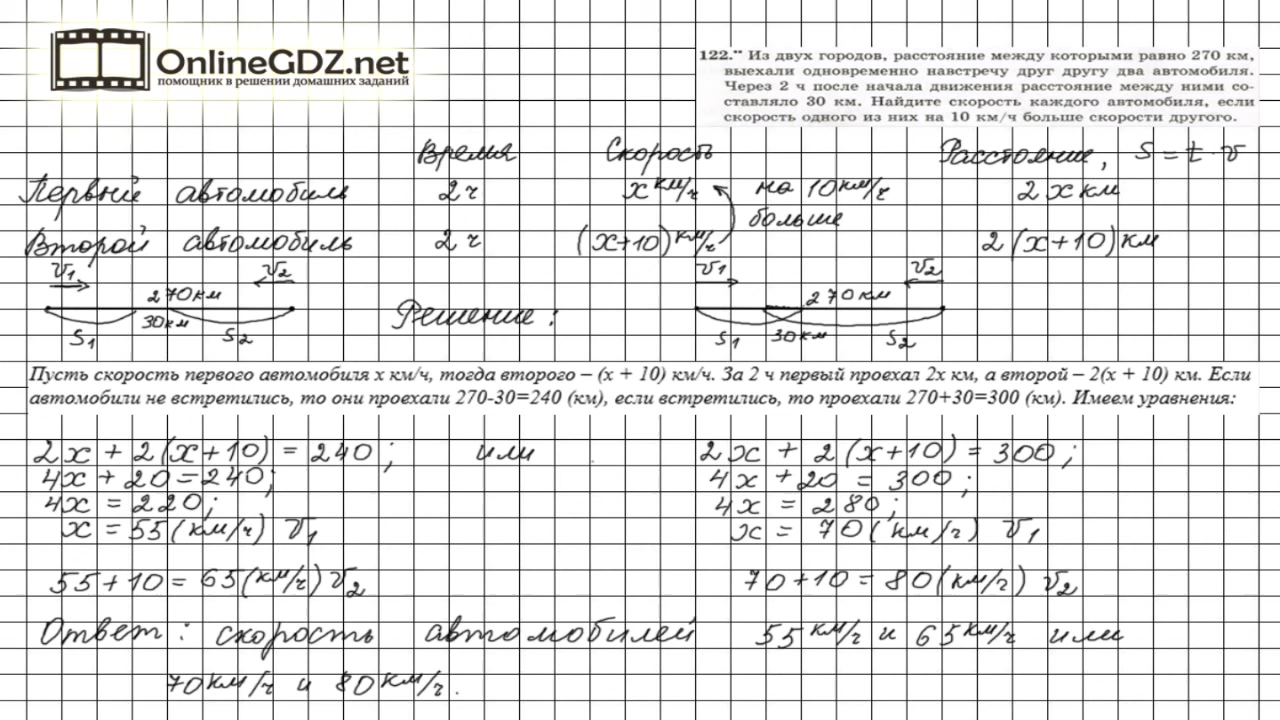 OnlineGDZ.net
помощник в решении домашних заданий
122.¨ Из двух городов, расстояние между которыми равно 270 км,
выехали одновременно навстречу друг другу два автомобиля.
Через 2 ч после начала движения расстояние между ними со-
ставляло 30 км. Найдите скорость каждого автомобиля, если
скорость одного из них на 10 км/ч больше скорости другого.
Время Скорость Расстояние, S = t · v
Первый автомобиль 2 ч x км/ч на 10 км/ч 2x км
больше
Второй автомобиль 2 ч (x+10) км/ч 2(x+10) км
v1 v2 v1 v2
270 км 270 км
Решение:
30 км 30 км
S1 S2 S1 S2
Пусть скорость первого автомобиля x км/ч, тогда второго – (x + 10) км/ч. За 2 ч первый проехал 2x км, а второй – 2(x + 10) км. Если
автомобили не встретились, то они проехали 270-30=240 (км), если встретились, то проехали 270+30=300 (км). Имеем уравнения:
2x + 2(x+10) = 240; или 2x + 2(x+10) = 300;
4x + 20 = 240; 4x + 20 = 300;
4x = 220; 4x = 280;
x = 55 (км/ч) v1 x = 70 (км/ч) v1
55+10 = 65 (км/ч) v2 70+10 = 80 (км/ч) v2
Ответ: скорость автомобилей 55 км/ч и 65 км/ч или
70 км/ч и 80 км/ч.